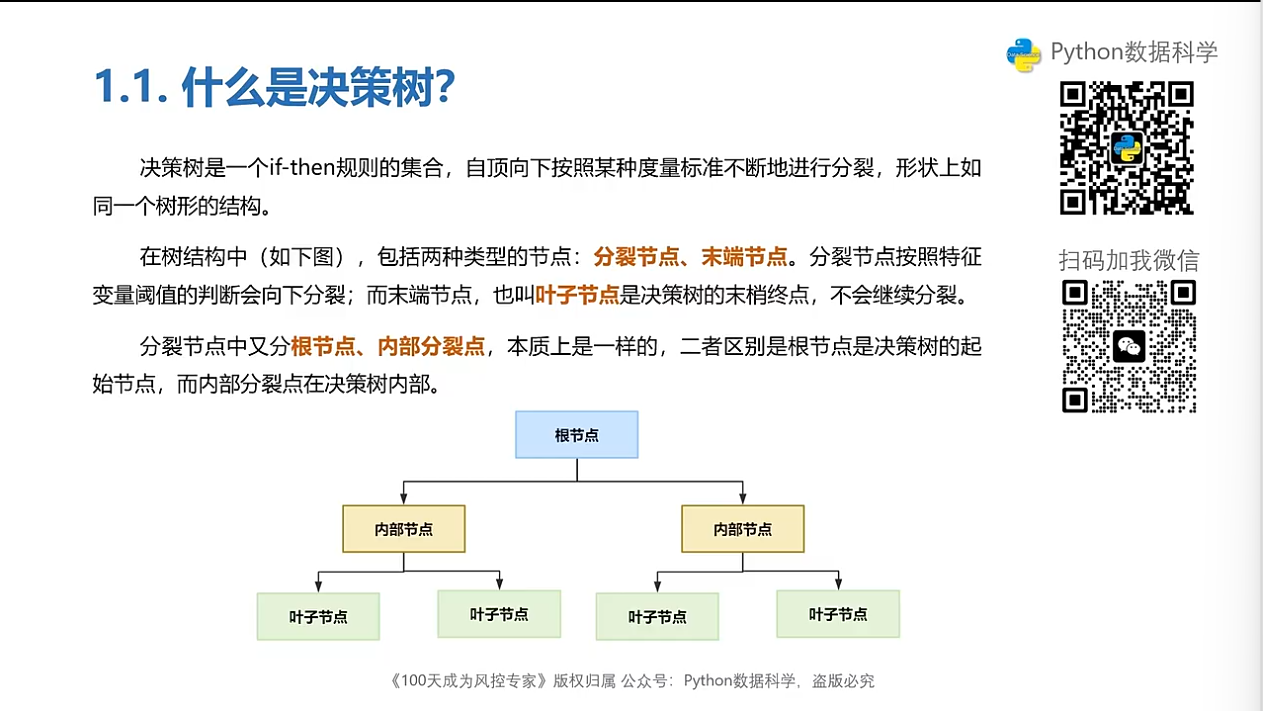 Python数据科学
1.1. 什么是决策树？
决策树是一个if-then规则的集合，自顶向下按照某种度量标准不断地进行分裂，形状上如
同一个树形的结构。
在树结构中（如下图），包括两种类型的节点：分裂节点、末端节点。分裂节点按照特征
变量阈值的判断会向下分裂；而末端节点，也叫叶子节点是决策树的末梢终点，不会继续分裂。
分裂节点中又分根节点、内部分裂点，本质上是一样的，二者区别是根节点是决策树的起
始节点，而内部分裂点在决策树内部。
扫码加我微信
根节点
内部节点
内部节点
叶子节点
叶子节点
叶子节点
叶子节点
《100天成为风控专家》版权归属 公众号：Python数据科学，盗版必究